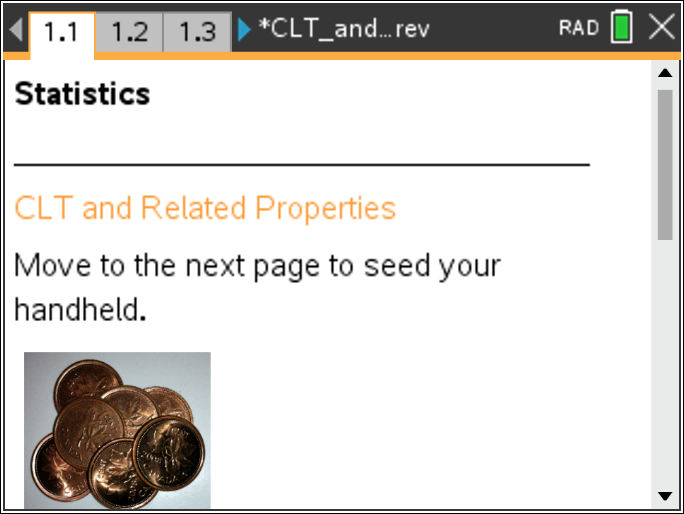 1.1 1.2 1.3 *CLT_and...rev RAD
Statistics
CLT and Related Properties
Move to the next page to seed your
handheld.